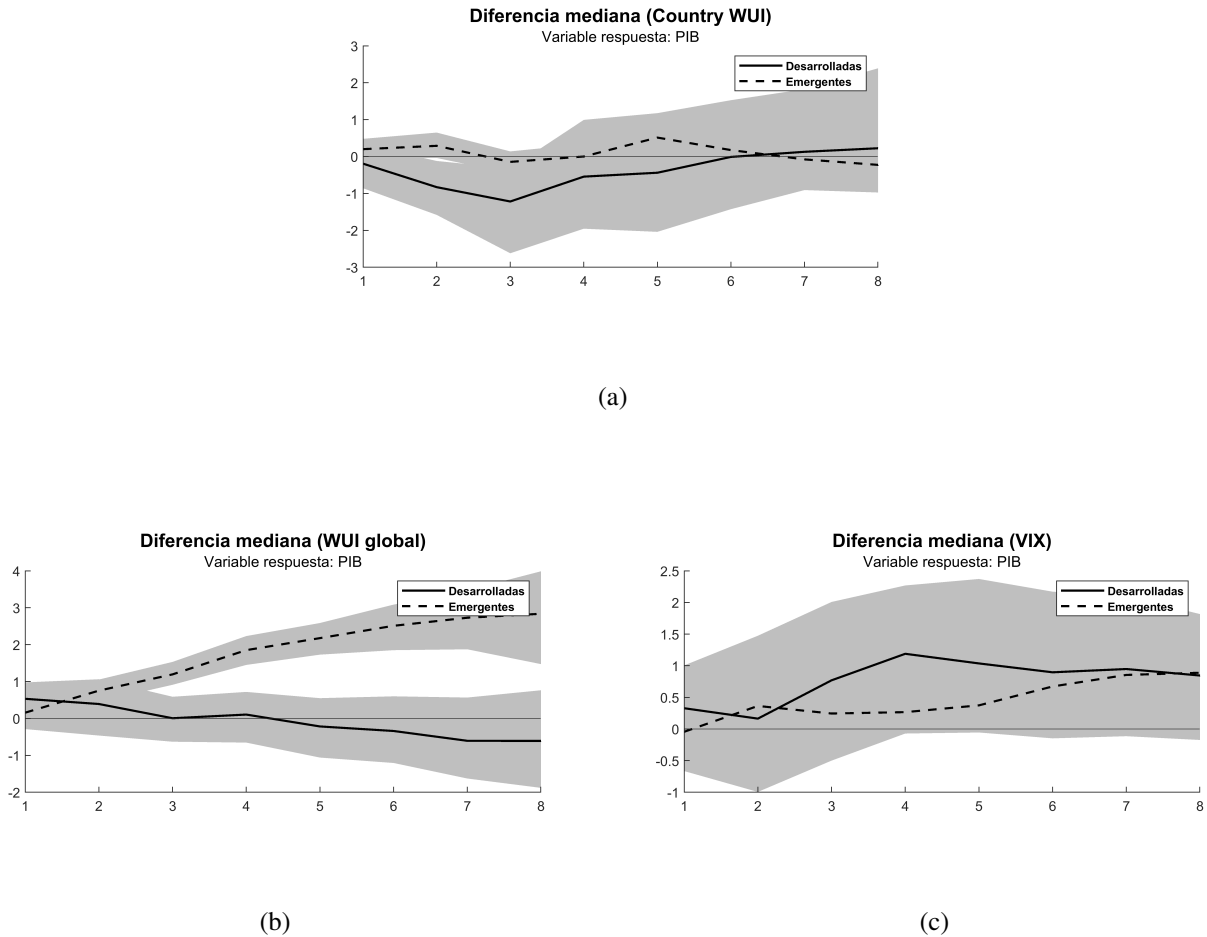 Diferencia mediana (Country WUI)
Variable respuesta: PIB
3
2
1
0
-1
-2
-3
Desarrolladas
Emergentes
1 2 3 4 5 6 7 8
(a)
Diferencia mediana (WUI global)
Variable respuesta: PIB
4
3
2
1
0
-1
-2
Desarrolladas
Emergentes
1 2 3 4 5 6 7 8
(b)
Diferencia mediana (VIX)
Variable respuesta: PIB
2.5
2
1.5
1
0.5
0
-0.5
-1
Desarrolladas
Emergentes
1 2 3 4 5 6 7 8
(c)